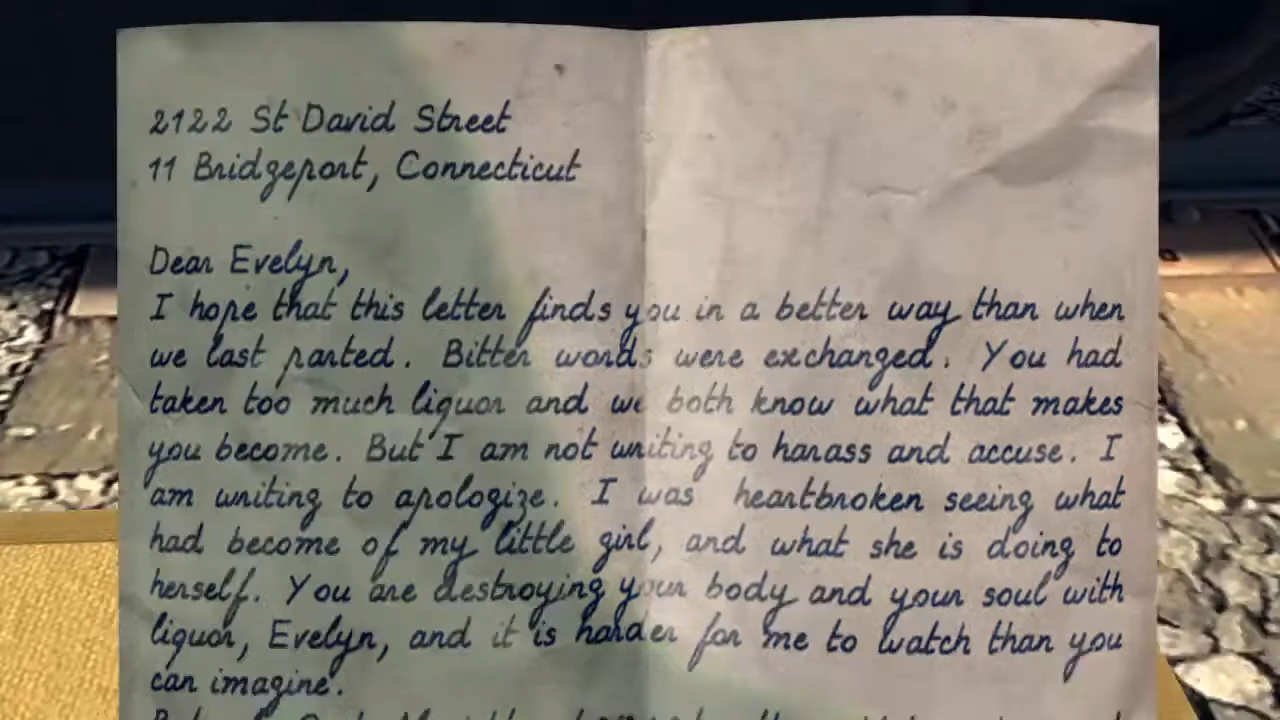 2122 St David Street
11 Bridgeport, Connecticut
Dear Evelyn,
I hope that this letter finds you in a better way than when
we last parted. Bitter words were exchanged. You had
taken too much liquor and we both know what that makes
you become. But I am not writing to harass and accuse. I
am writing to apologize. I was heartbroken seeing what
had become of my little girl, and what she is doing to
herself. You are destroying your body and your soul with
liquor, Evelyn, and it is harder for me to watch than you
can imagine.